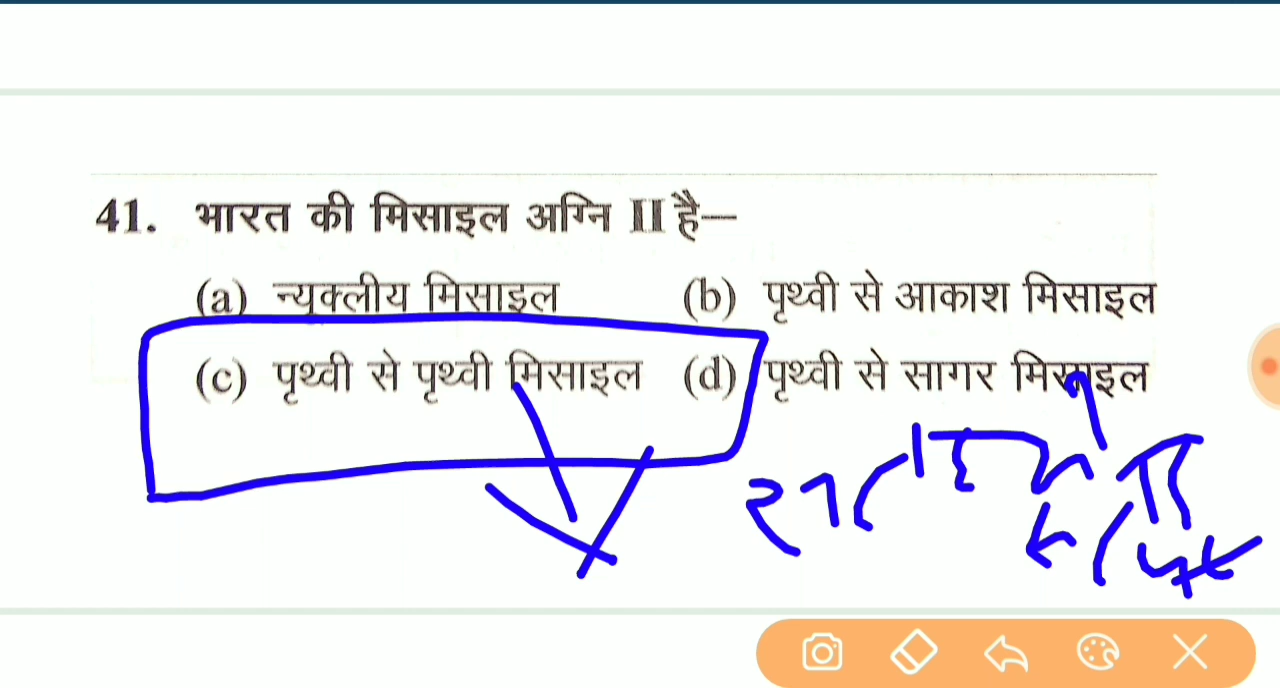 41. भारत की मिसाइल अग्नि II है—
(a) न्यूक्लीय मिसाइल (b) पृथ्वी से आकाश मिसाइल
(c) पृथ्वी से पृथ्वी मिसाइल (d) पृथ्वी से सागर मिसाइल